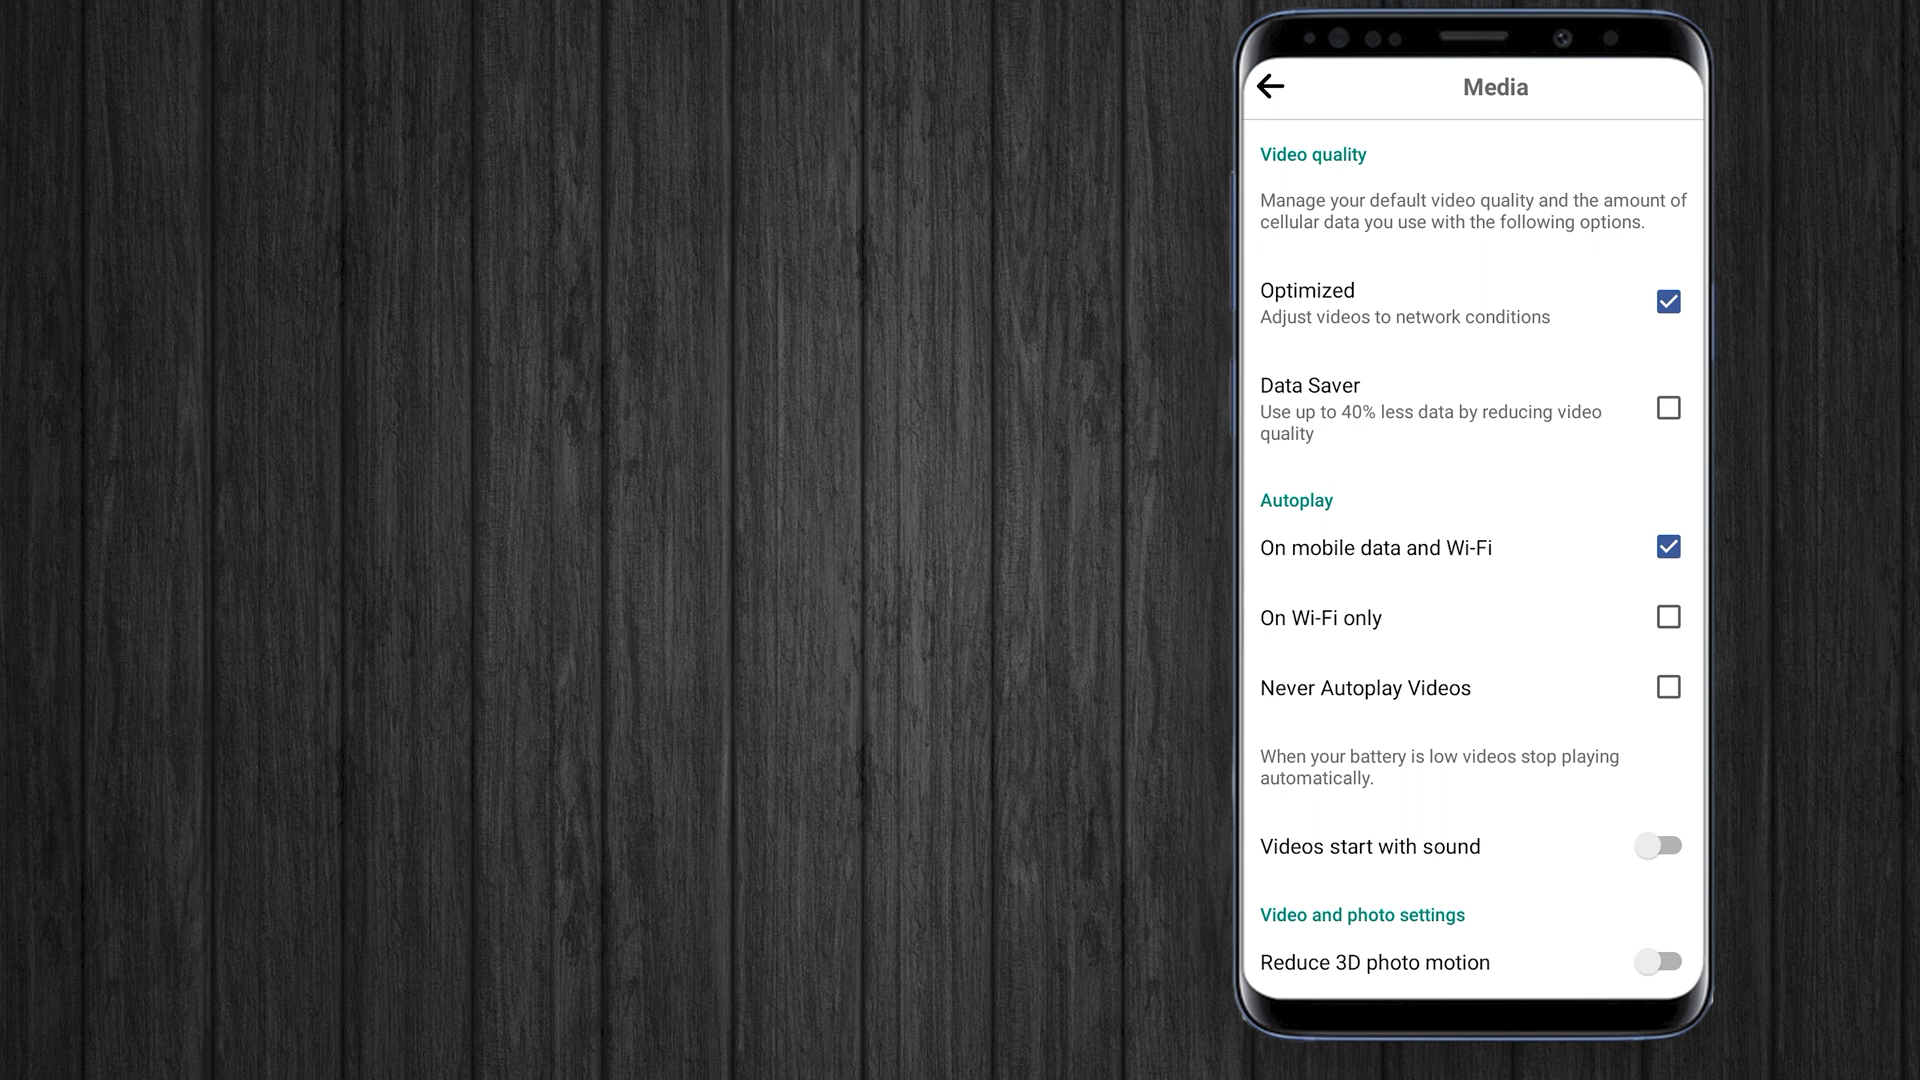 Media
Video quality
Manage your default video quality and the amount of
cellular data you use with the following options.
Optimized
Adjust videos to network conditions
Data Saver
Use up to 40% less data by reducing video
quality
Autoplay
On mobile data and Wi-Fi
On Wi-Fi only
Never Autoplay Videos
When your battery is low videos stop playing
automatically.
Videos start with sound
Video and photo settings
Reduce 3D photo motion